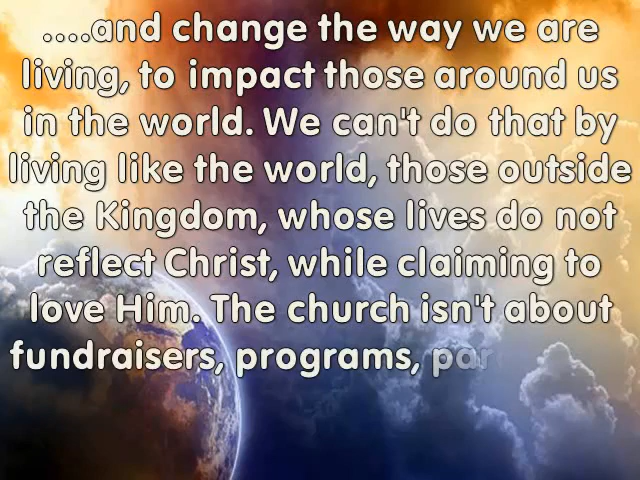 ....and change the way we are
living, to impact those around us
in the world. We can't do that by
living like the world, those outside
the Kingdom, whose lives do not
reflect Christ, while claiming to
love Him. The church isn't about
fundraisers, programs,